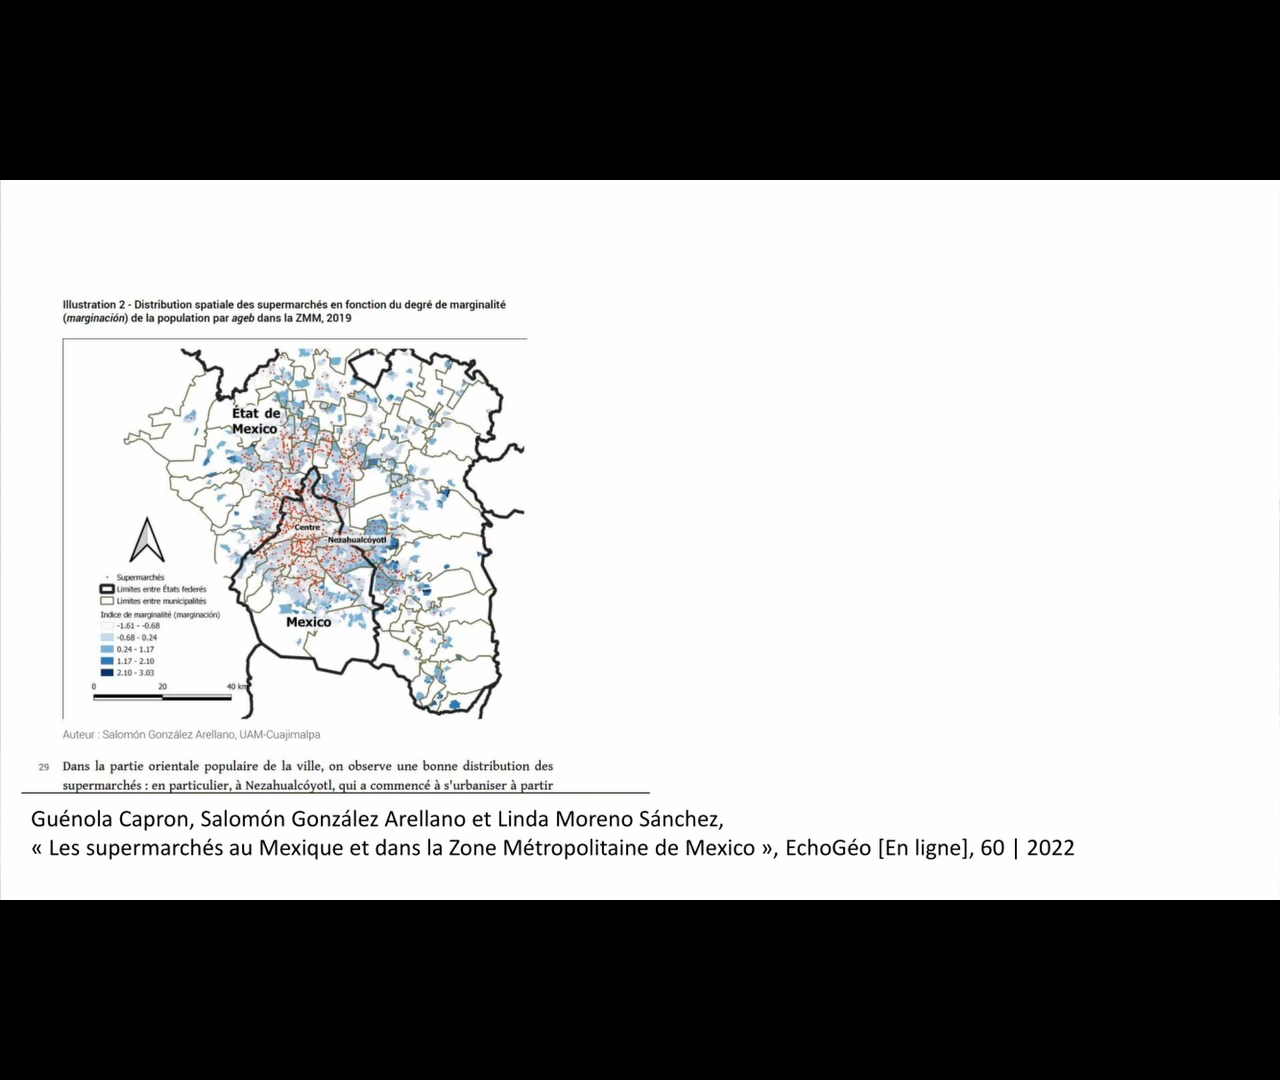 Illustration 2 - Distribution spatiale des supermarchés en fonction du degré de marginalité
(marginación) de la population par ageb dans la ZMM, 2019
État de
Mexico
Centre
Nezahualcóyotl
Mexico
Supermarchés
Limites entre États federés
Limites entre municipalités
Indice de marginalité (marginación)
-1.61 - -0.68
-0.68 - 0.24
0.24 - 1.17
1.17 - 2.10
2.10 - 3.03
0 20 40 km
Auteur : Salomón González Arellano, UAM-Cuajimalpa
29 Dans la partie orientale populaire de la ville, on observe une bonne distribution des
supermarchés : en particulier, à Nezahualcóyotl, qui a commencé à s'urbaniser à partir
Guénola Capron, Salomón González Arellano et Linda Moreno Sánchez,
« Les supermarchés au Mexique et dans la Zone Métropolitaine de Mexico », EchoGéo [En ligne], 60 | 2022